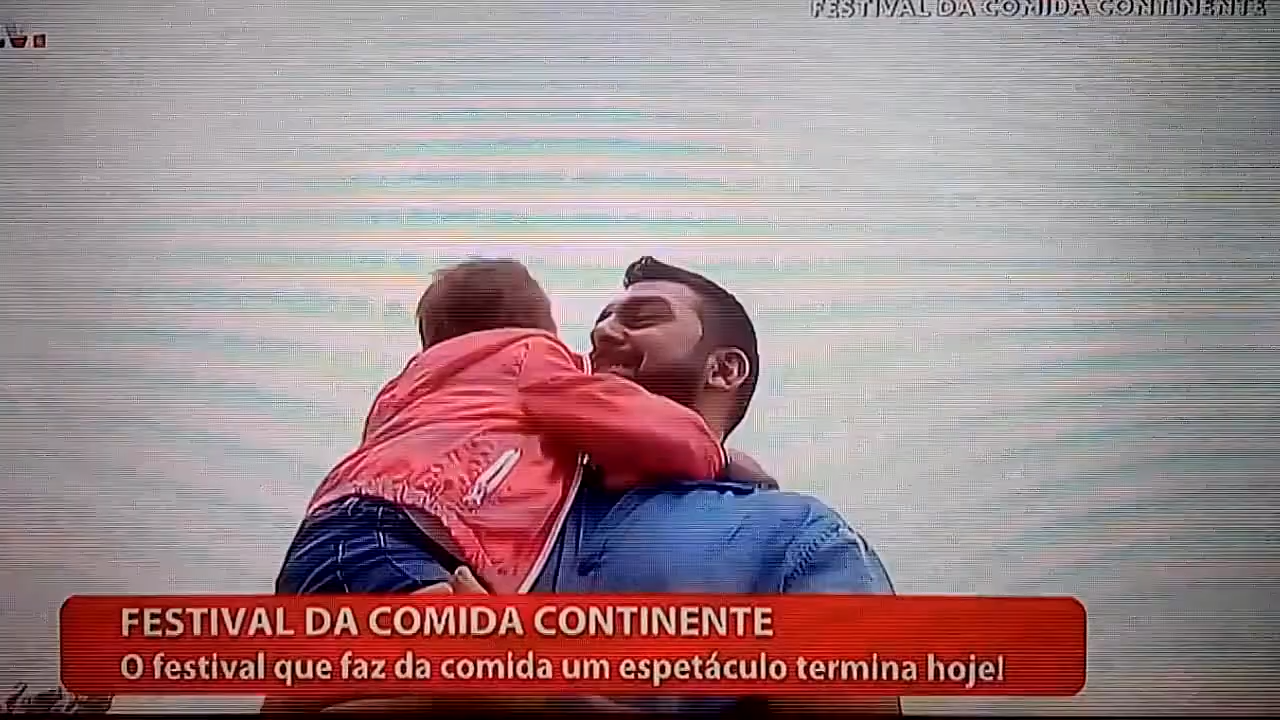 FESTIVAL DA COMIDA CONTINENTE
FESTIVAL DA COMIDA CONTINENTE
O festival que faz da comida um espetáculo termina hoje!